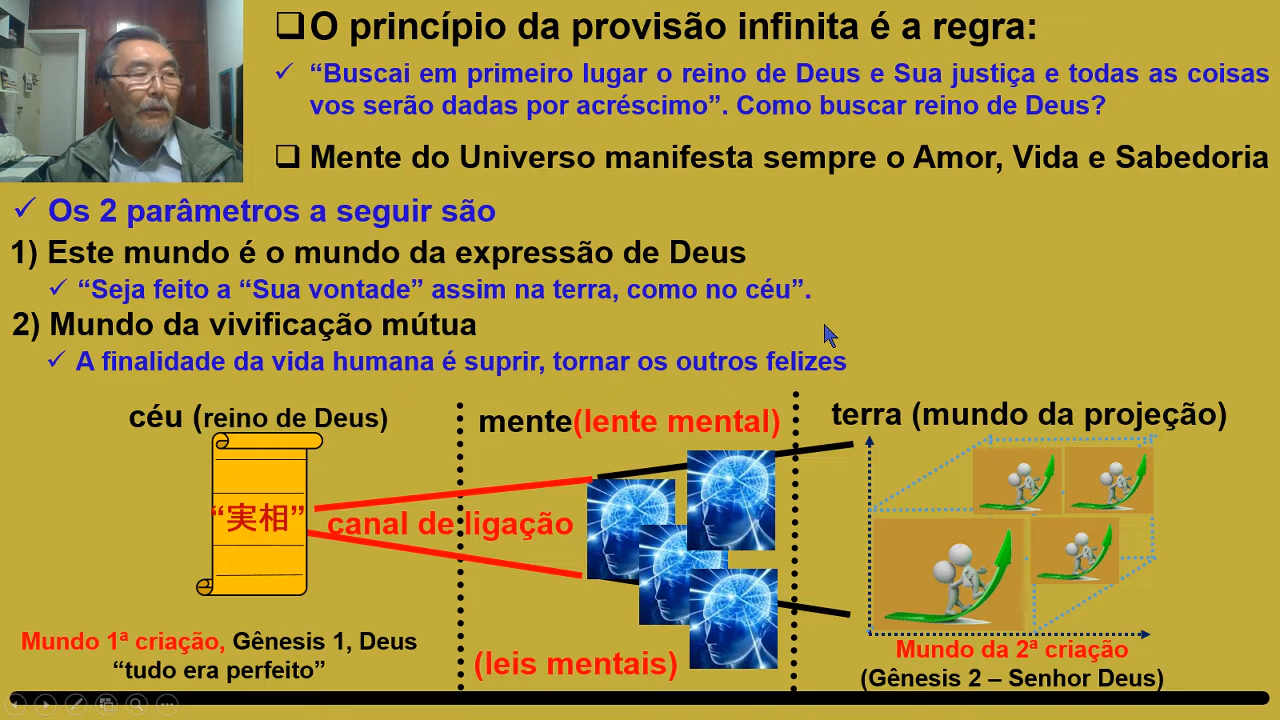 ❑O princípio da provisão infinita é a regra:
✓ “Buscai em primeiro lugar o reino de Deus e Sua justiça e todas as coisas
vos serão dadas por acréscimo”. Como buscar reino de Deus?
❑ Mente do Universo manifesta sempre o Amor, Vida e Sabedoria
✓ Os 2 parâmetros a seguir são
1) Este mundo é o mundo da expressão de Deus
✓ “Seja feito a “Sua vontade” assim na terra, como no céu”.
2) Mundo da vivificação mútua
✓ A finalidade da vida humana é suprir, tornar os outros felizes
céu (reino de Deus)
mente(lente mental)
terra (mundo da projeção)
“実相”
canal de ligação
Mundo 1ª criação, Gênesis 1, Deus
“tudo era perfeito”
(leis mentais)
Mundo da 2ª criação
(Gênesis 2 – Senhor Deus)